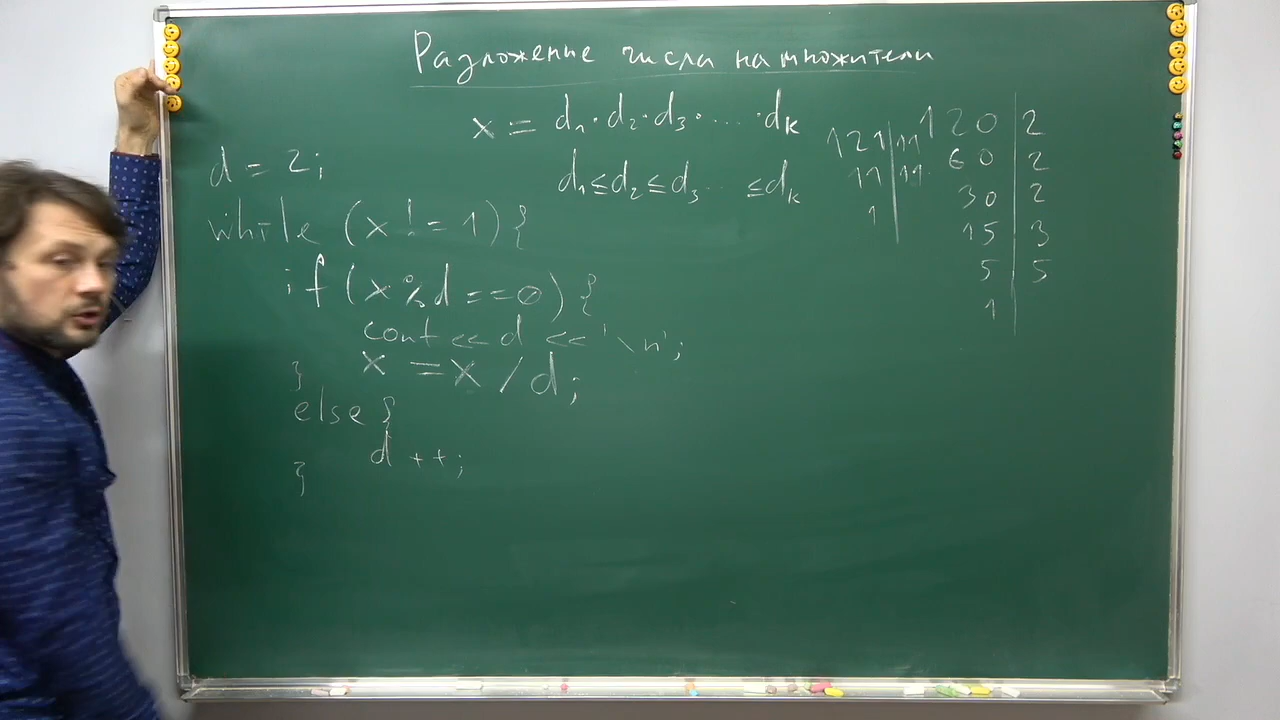 Разложение числа на множители
x = d₁·d₂·d₃·...·dₖ
d₁≤d₂≤d₃...≤dₖ
d = 2;
while (x != 1) {
if (x % d == 0) {
cout << d << '\n';
x = x / d;
}
else {
d ++;
}
121 | 11
11 | 11
1
120 | 2
60 | 2
30 | 2
15 | 3
5 | 5
1